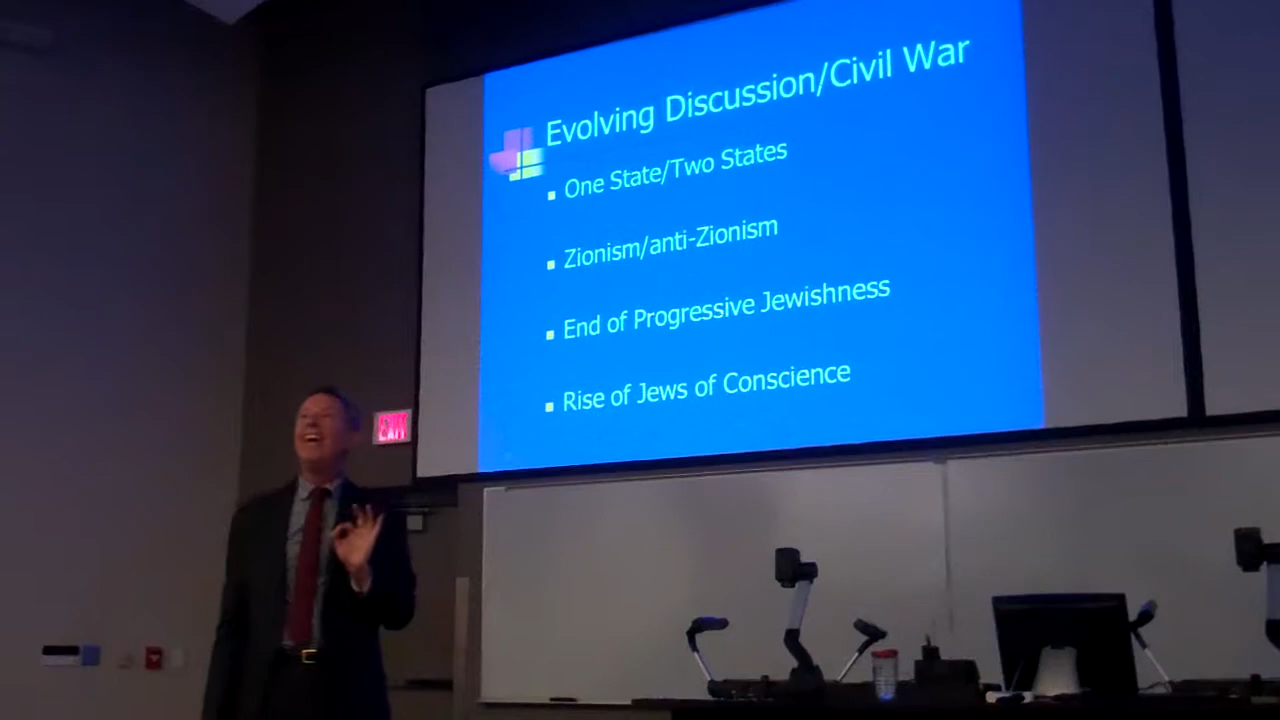 Evolving Discussion/Civil War
One State/Two States
Zionism/anti-Zionism
End of Progressive Jewishness
Rise of Jews of Conscience
EXIT